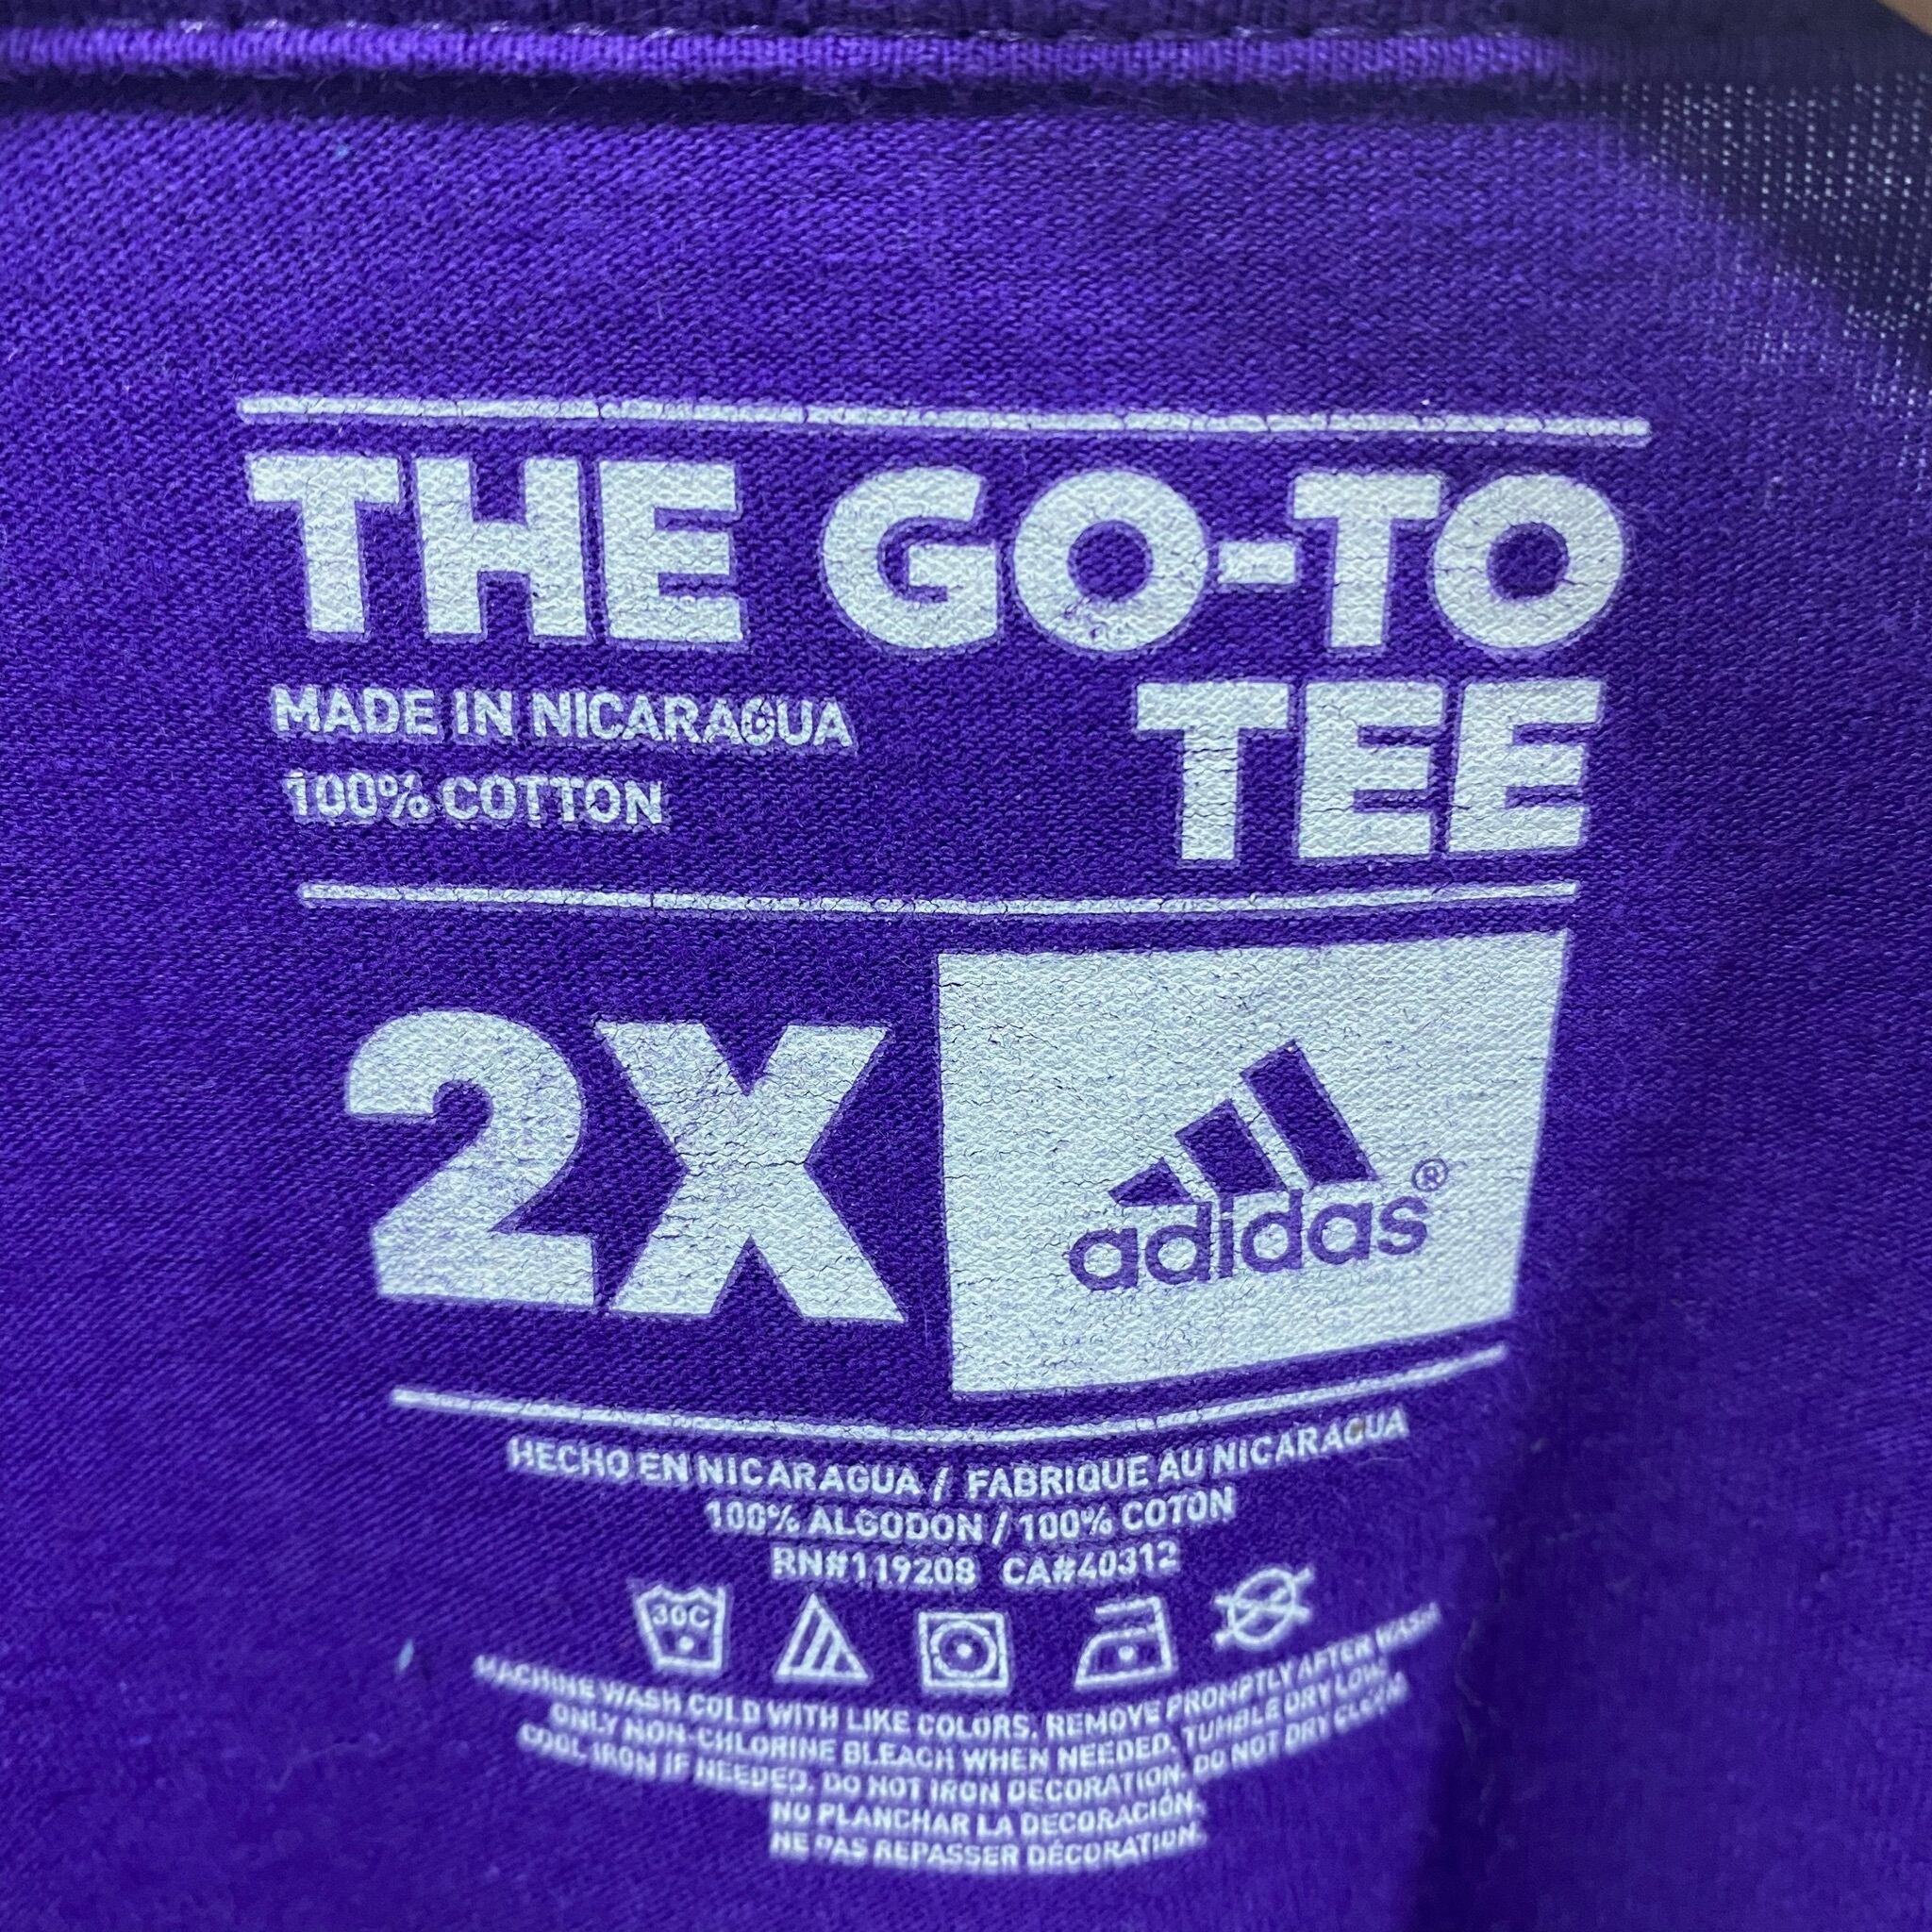 THE GO-TO
TEE
MADE IN NICARAGUA
100% COTTON
2X
adidas®
HECHO EN NICARAGUA / FABRIQUE AU NICARAGUA
100% ALGODON / 100% COTON
RN#119208 CA#40312
30C
MACHINE WASH COLD WITH LIKE COLORS. REMOVE PROMPTLY AFTER WASH
ONLY NON-CHLORINE BLEACH WHEN NEEDED. TUMBLE DRY LOW.
COOL IRON IF NEEDED. DO NOT IRON DECORATION. DO NOT DRY CLEAN
NO PLANCHAR LA DECORACIÓN.
NE PAS REPASSER DÉCORATION.